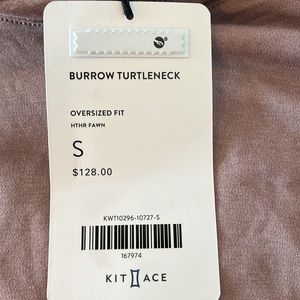 BURROW TURTLENECK
OVERSIZED FIT
HTHR FAWN
S
$128.00
KWT10296-10727-S
167974
KIT ACE